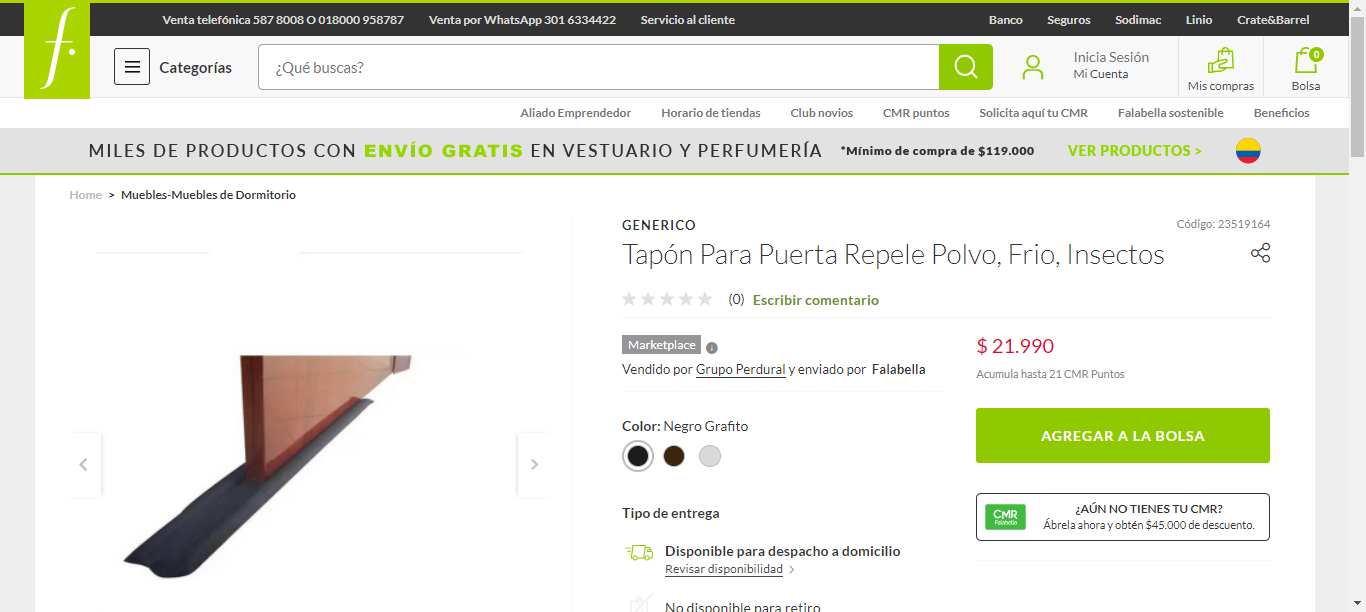 Venta telefónica 587 8008 O 018000 958787 Venta por WhatsApp 301 6334422 Servicio al cliente Banco Seguros Sodimac Linio Crate&Barrel
f.
Categorías ¿Qué buscas? Inicia Sesión
Mi Cuenta
Mis compras
0
Bolsa
Aliado Emprendedor Horario de tiendas Club novios CMR puntos Solicita aquí tu CMR Falabella sostenible Beneficios
MILES DE PRODUCTOS CON ENVÍO GRATIS EN VESTUARIO Y PERFUMERÍA *Mínimo de compra de $119.000 VER PRODUCTOS >
Home > Muebles-Muebles de Dormitorio
GENERICO Código: 23519164
Tapón Para Puerta Repele Polvo, Frio, Insectos
(0) Escribir comentario
Marketplace i
Vendido por Grupo Perdural y enviado por Falabella
$ 21.990
Acumula hasta 21 CMR Puntos
AGREGAR A LA BOLSA
Color: Negro Grafito
CMR
Falabella
¿AÚN NO TIENES TU CMR?
Ábrela ahora y obtén $45.000 de descuento.
Tipo de entrega
Disponible para despacho a domicilio
Revisar disponibilidad >
No disponible para retiro